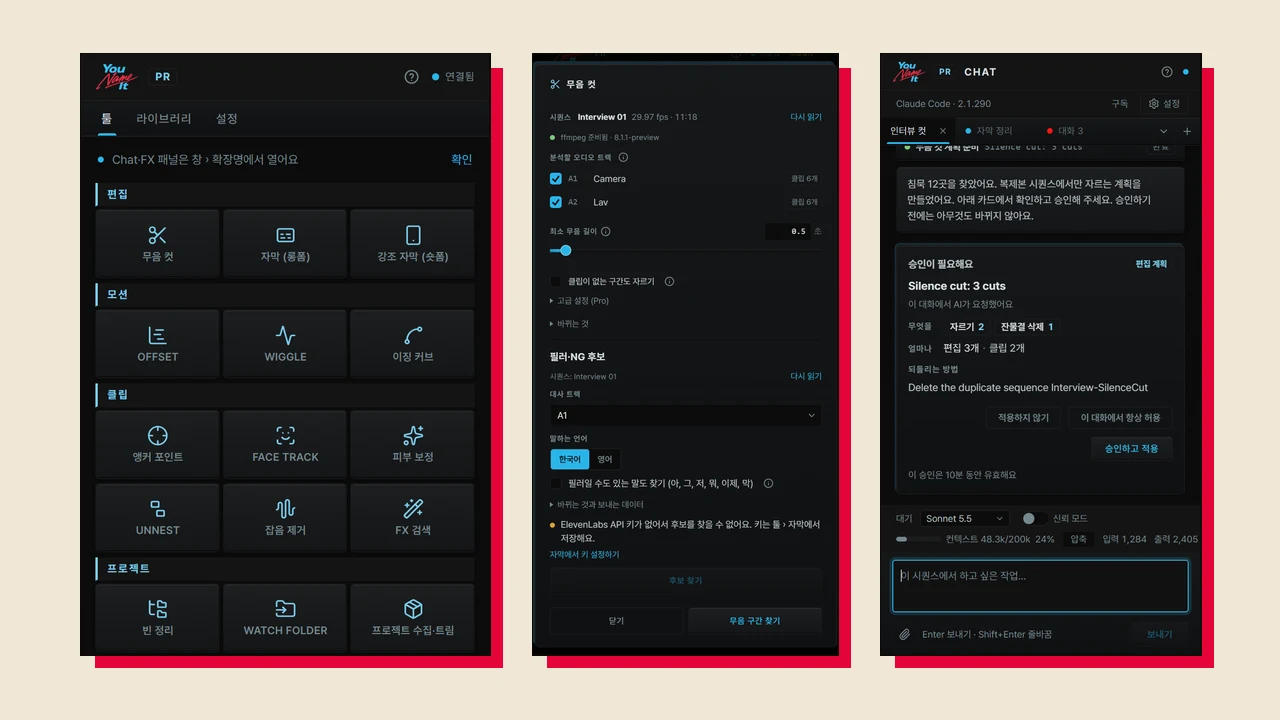 You
Name
It
PR
연결됨
툴
라이브러리
설정
Chat·FX 패널은 창 › 확장명에서 열어요
확인
편집
무음 컷
자막 (롱폼)
강조 자막 (숏폼)
모션
OFFSET
WIGGLE
이징 커브
클립
앵커 포인트
FACE TRACK
피부 보정
UNNEST
잡음 제거
FX 검색
프로젝트
빈 정리
WATCH FOLDER
프로젝트 수집·트림
무음 컷
시퀀스 Interview 01 29.97 fps · 11:18
다시 읽기
ffmpeg 준비됨 · 8.1.1-preview
분석할 오디오 트랙
A1 Camera 클립 6개
A2 Lav 클립 6개
최소 무음 길이
0.5 초
클립이 없는 구간도 자르기
고급 설정 (Pro)
바뀌는 것
필러·NG 후보
시퀀스: Interview 01
다시 읽기
대사 트랙
A1
말하는 언어
한국어
영어
필러일 수도 있는 말도 찾기 (아, 그, 저, 뭐, 이제, 막)
바뀌는 것과 보내는 데이터
ElevenLabs API 키가 없어서 후보를 찾을 수 없어요. 키는 툴 › 자막에서
저장해요.
자막에서 키 설정하기
후보 찾기
닫기
무음 구간 찾기
You
Name
It
PR
CHAT
Claude Code · 2.1.290
구독
설정
인터뷰 컷
자막 정리
대화 3
무음 컷 계획 준비 Silence cut: 3 cuts
완료
침묵 12곳을 찾았어요. 복제본 시퀀스에서만 자르는 계획을
만들었어요. 아래 카드에서 확인하고 승인해 주세요. 승인하기
전에는 아무것도 바뀌지 않아요.
승인이 필요해요
편집 계획
Silence cut: 3 cuts
이 대화에서 AI가 요청했어요
무엇을 자르기 2 잔물결 삭제 1
얼마나 편집 3개 · 클립 2개
되돌리는 방법
Delete the duplicate sequence Interview-SilenceCut
적용하지 않기
이 대화에서 항상 허용
승인하고 적용
이 승인은 10분 동안 유효해요
대기
Sonnet 5.5
신뢰 모드
컨텍스트 48.3k/200k 24%
압축
입력 1,284
출력 2,405
이 시퀀스에서 하고 싶은 작업...
Enter 보내기 · Shift+Enter 줄바꿈
보내기